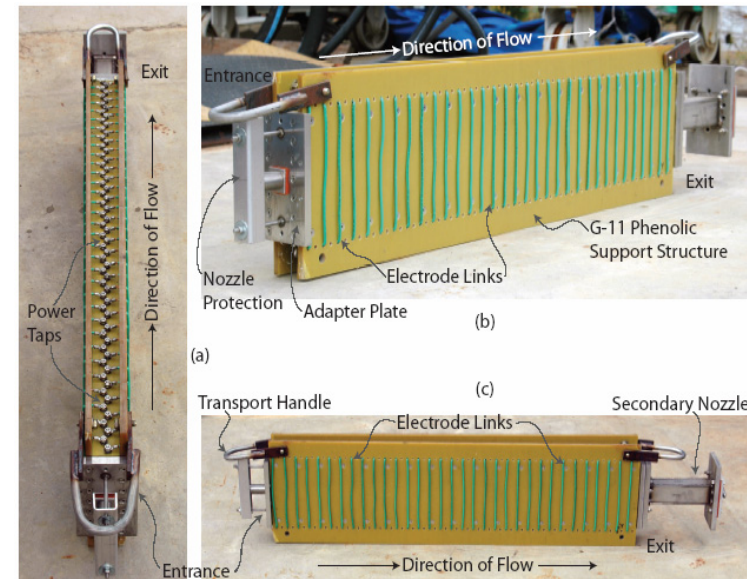 Exit
Direction of Flow
Power
Taps
Entrance
(a)
Direction of Flow
Entrance
Exit
G-11 Phenolic
Support Structure
Electrode Links
Nozzle
Protection
Adapter Plate
(b)
(c)
Transport Handle
Electrode Links
Secondary Nozzle
Exit
Direction of Flow